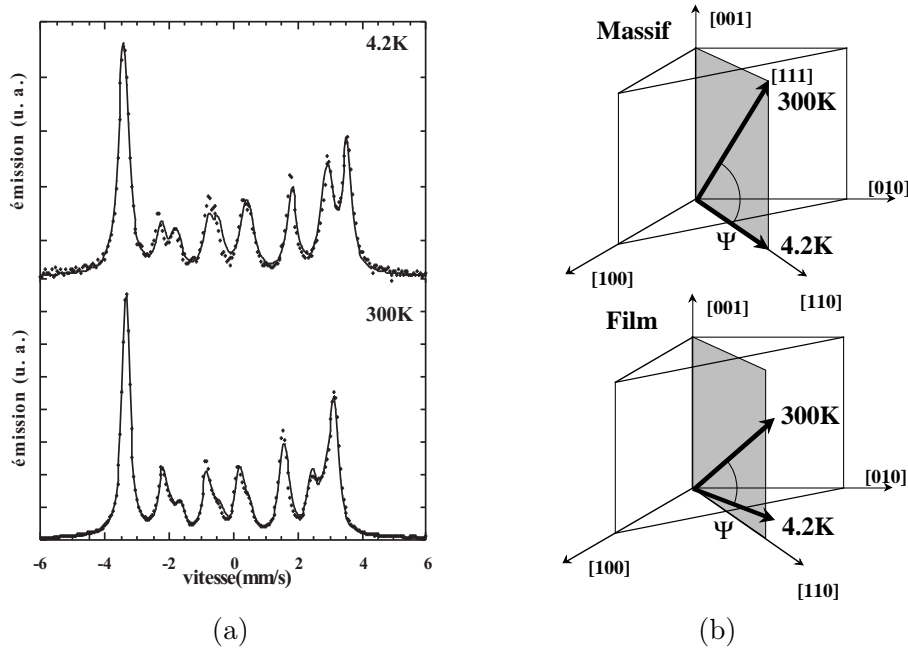 4.2K
émission (u. a.)
300K
émission (u. a.)
-6 -4 -2 0 2 4 6
vitesse(mm/s)
(a)
[001]
Massif
[111]
300K
[010]
Ψ
4.2K
[100]
[110]
[001]
Film
300K
[010]
Ψ
4.2K
[100]
[110]
(b)